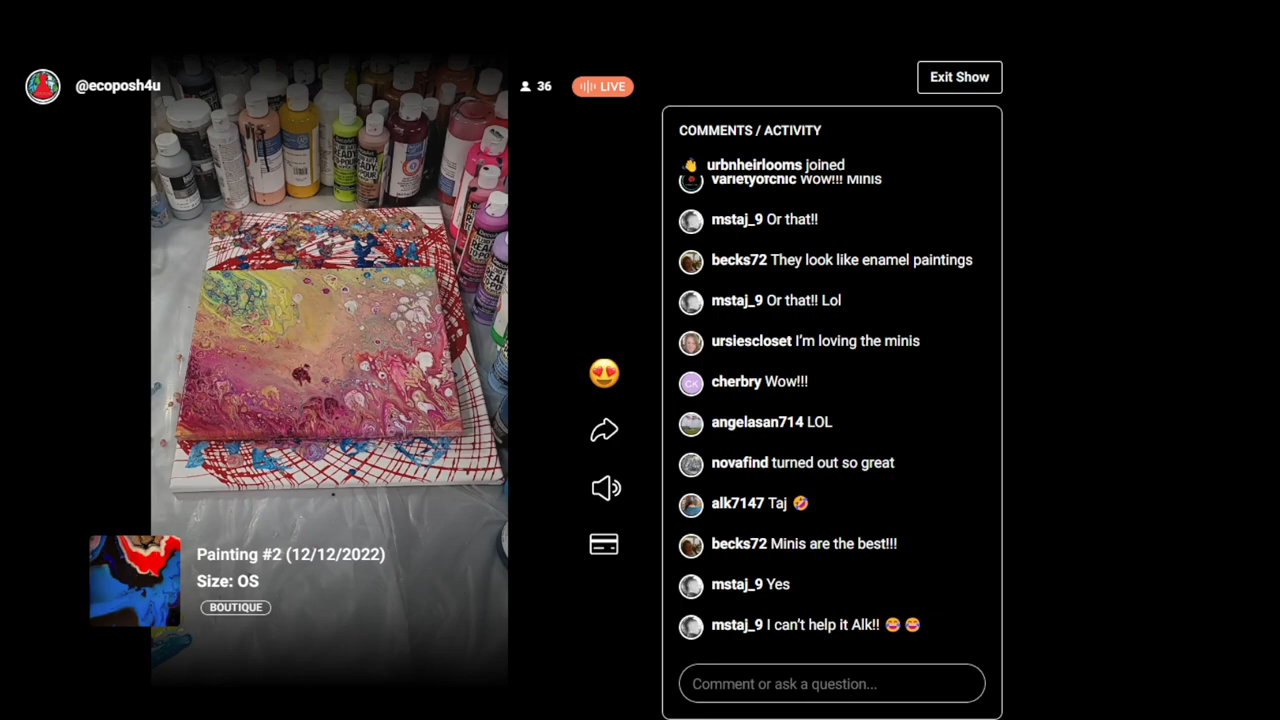 @ecoposh4u
36
LIVE
Exit Show
COMMENTS / ACTIVITY
👋 urbnheirlooms joined
varietyofchic Wow!!! Minis
mstaj_9 Or that!!
becks72 They look like enamel paintings
mstaj_9 Or that!! Lol
ursiescloset I'm loving the minis
CK
cherbry Wow!!!
angelasan714 LOL
novafind turned out so great
alk7147 Taj 🤣
becks72 Minis are the best!!!
mstaj_9 Yes
mstaj_9 I can't help it Alk!! 😂 😂
Comment or ask a question...
Painting #2 (12/12/2022)
Size: OS
BOUTIQUE